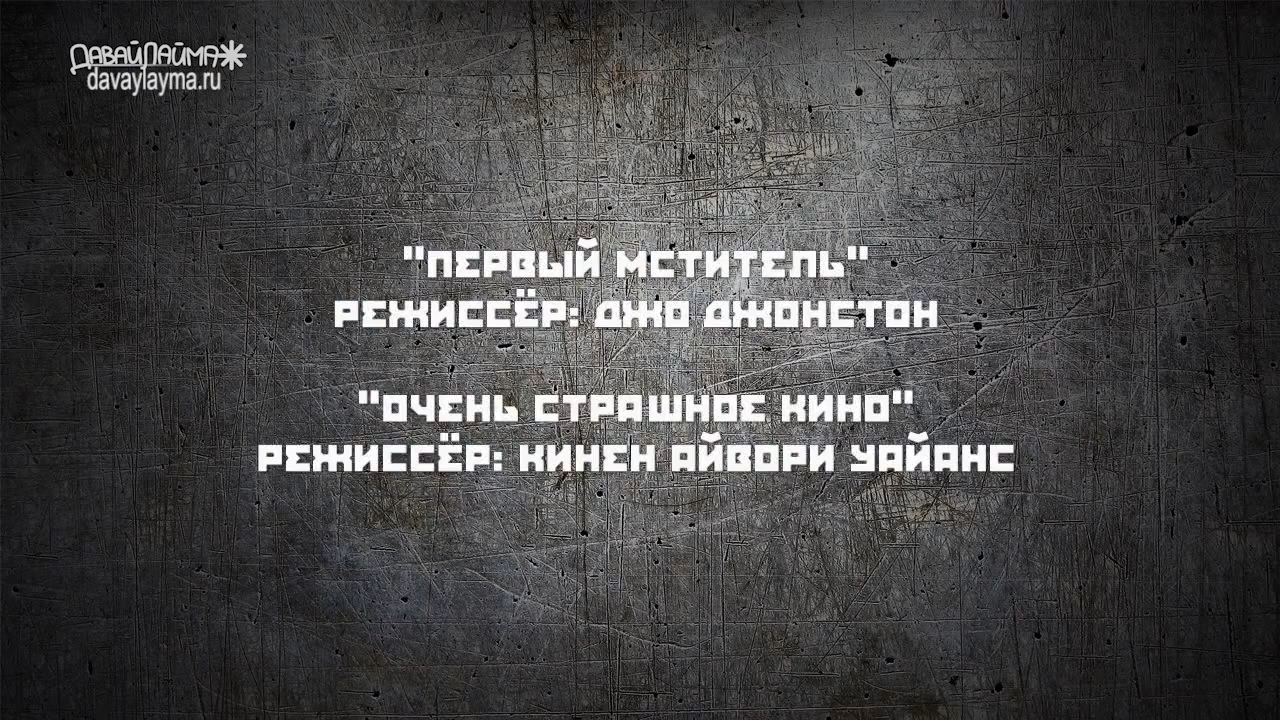 ДАВАЙЛАЙМА
davaylayma.ru
"ПЕРВЫЙ МСТИТЕЛЬ"
РЕЖИССЁР: ДЖО ДЖОНСТОН
"ОЧЕНЬ СТРАШНОЕ КИНО"
РЕЖИССЁР: КИНЕН АЙВОРИ УАЙАНС